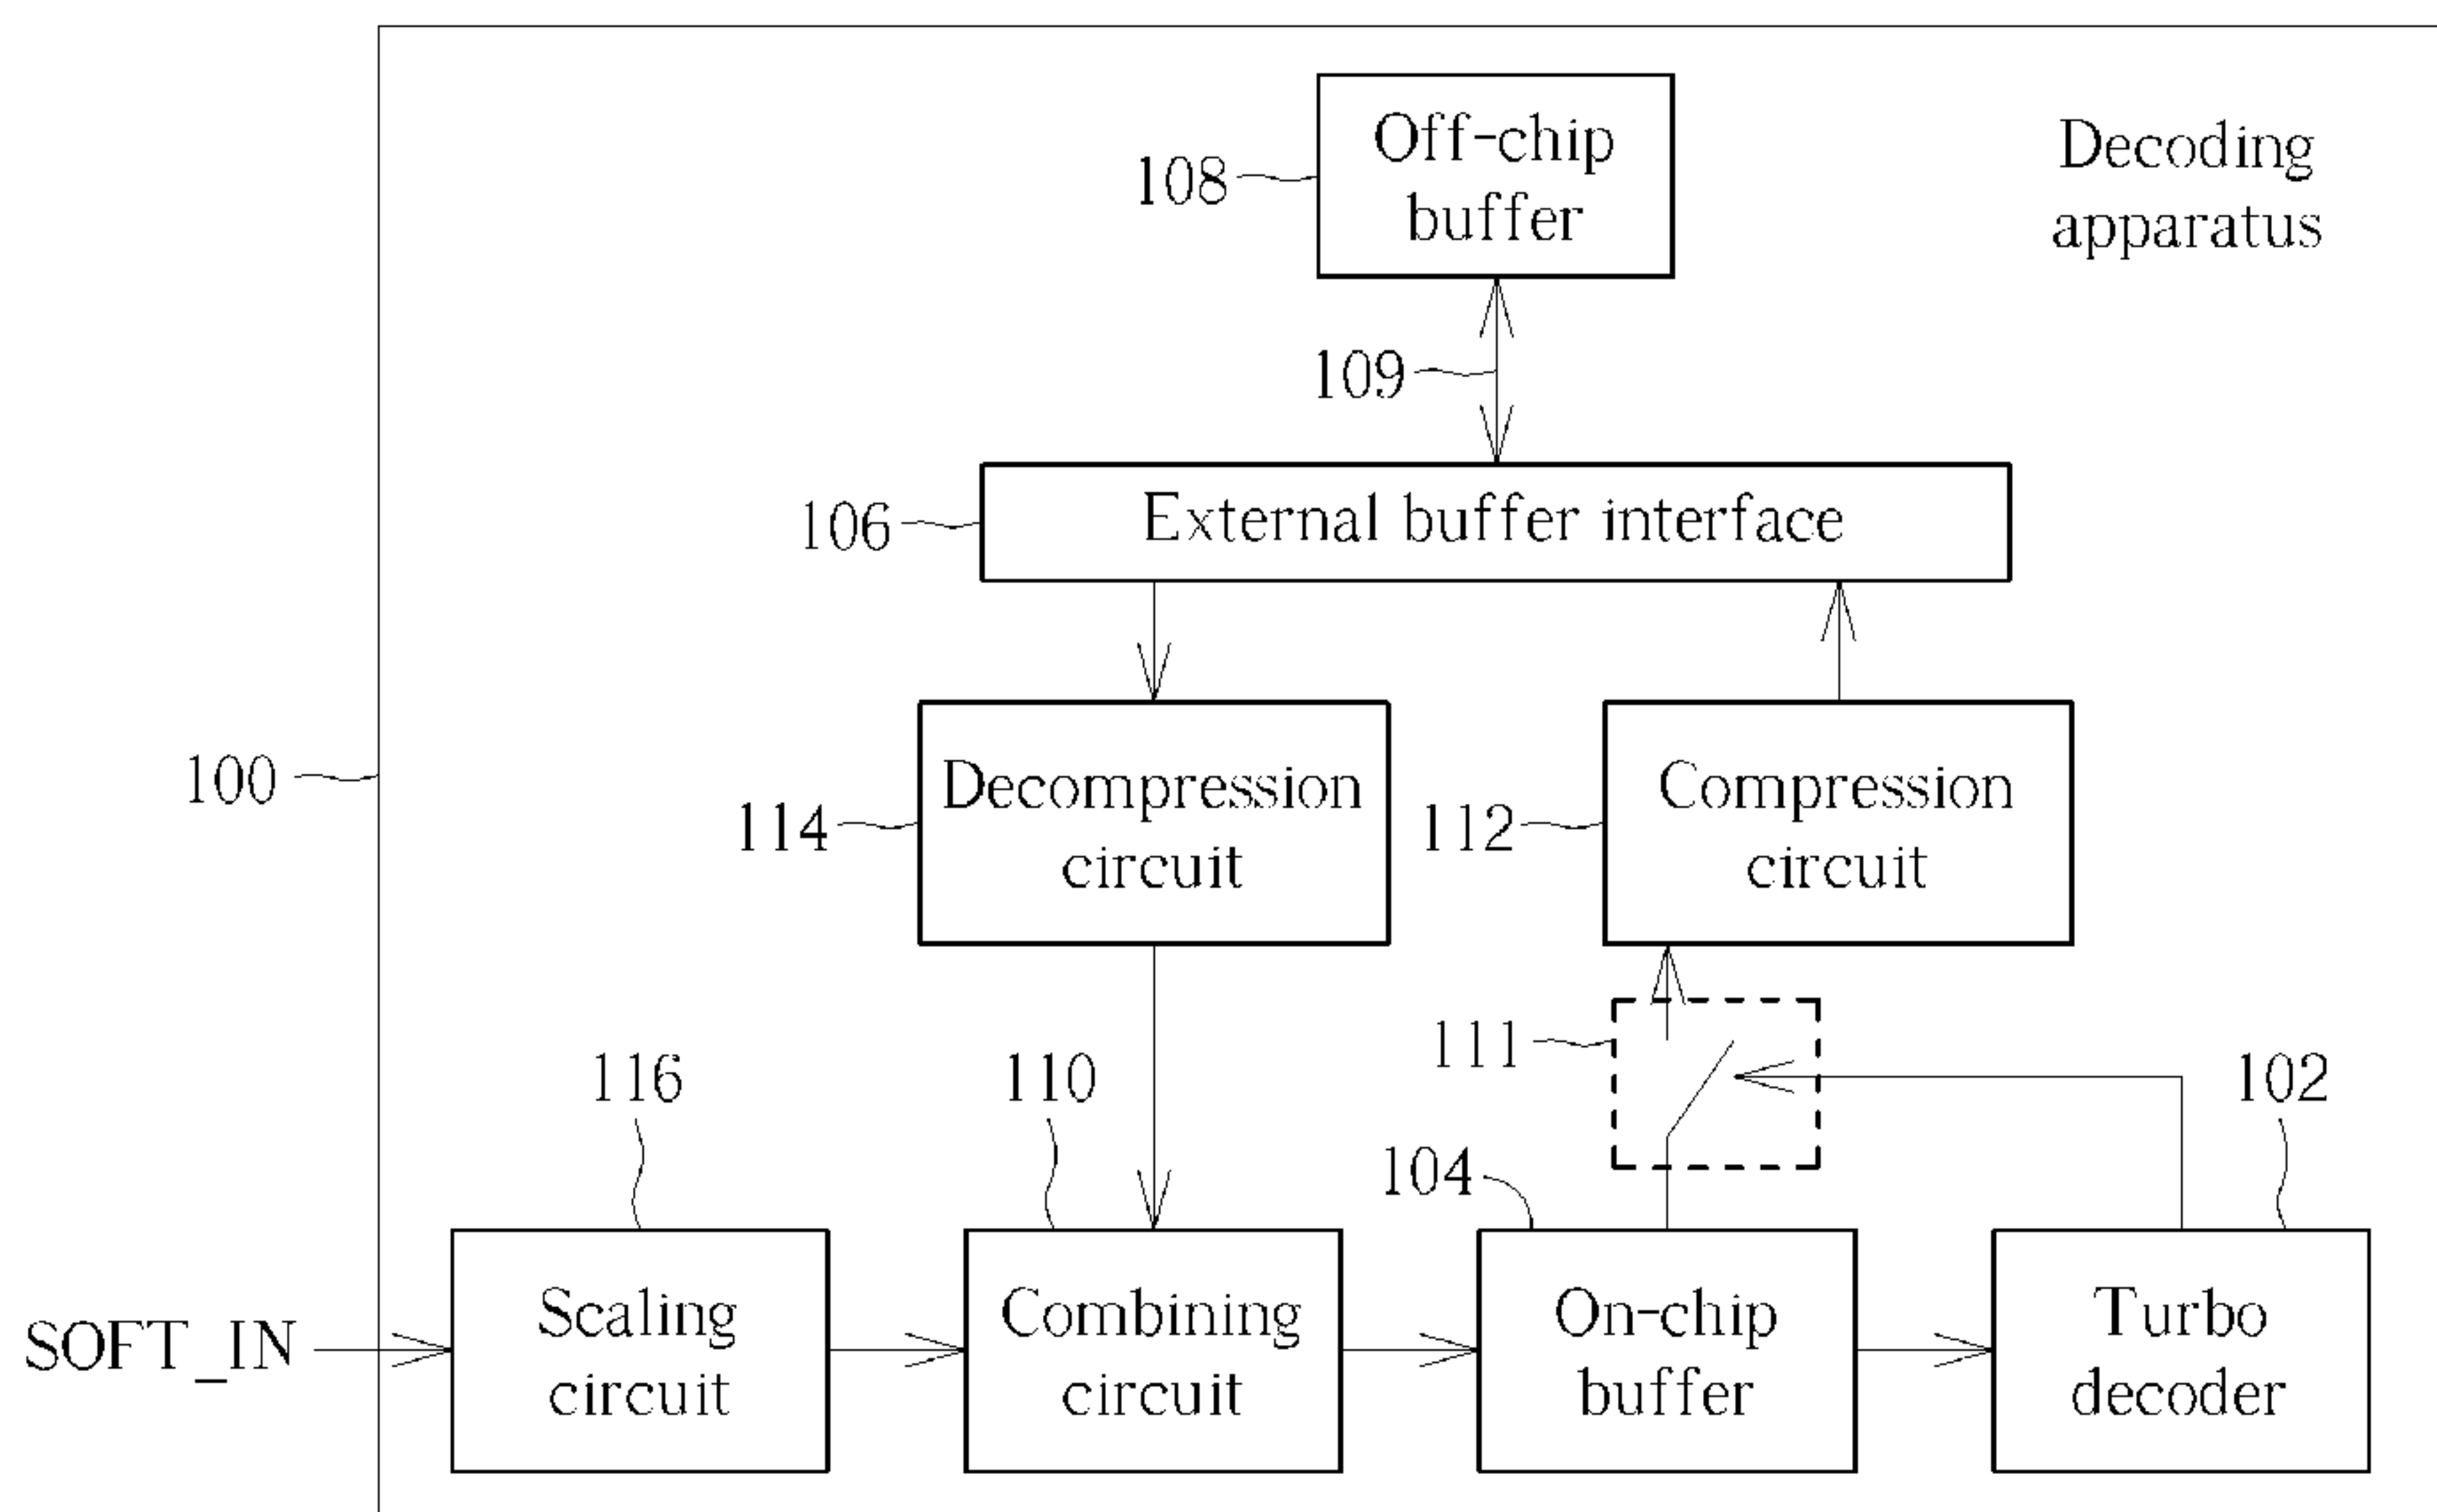 Off-chip
buffer
108
Decoding
apparatus
109
106
External buffer interface
100
114
Decompression
circuit
112
Compression
circuit
111
116
110
104
102
SOFT_IN
Scaling
circuit
Combining
circuit
On-chip
buffer
Turbo
decoder